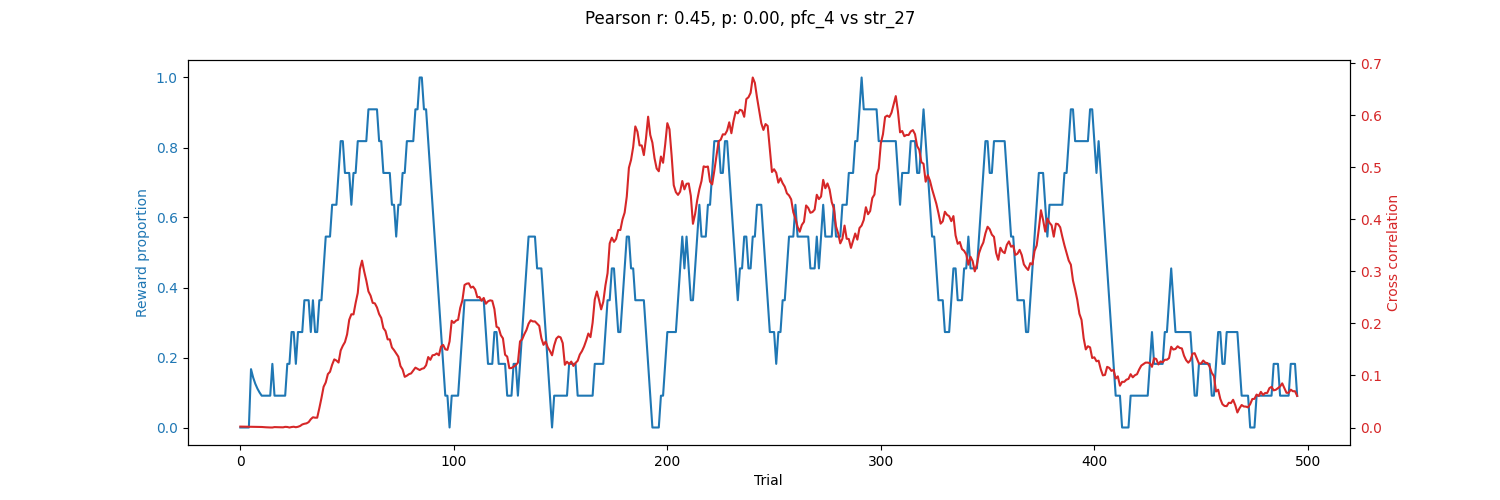 Pearson r: 0.45, p: 0.00, pfc_4 vs str_27
Reward proportion
1.0
0.8
0.6
0.4
0.2
0.0
0.7
0.6
0.5
0.4
0.3
0.2
0.1
0.0
Cross correlation
0 100 200 300 400 500
Trial